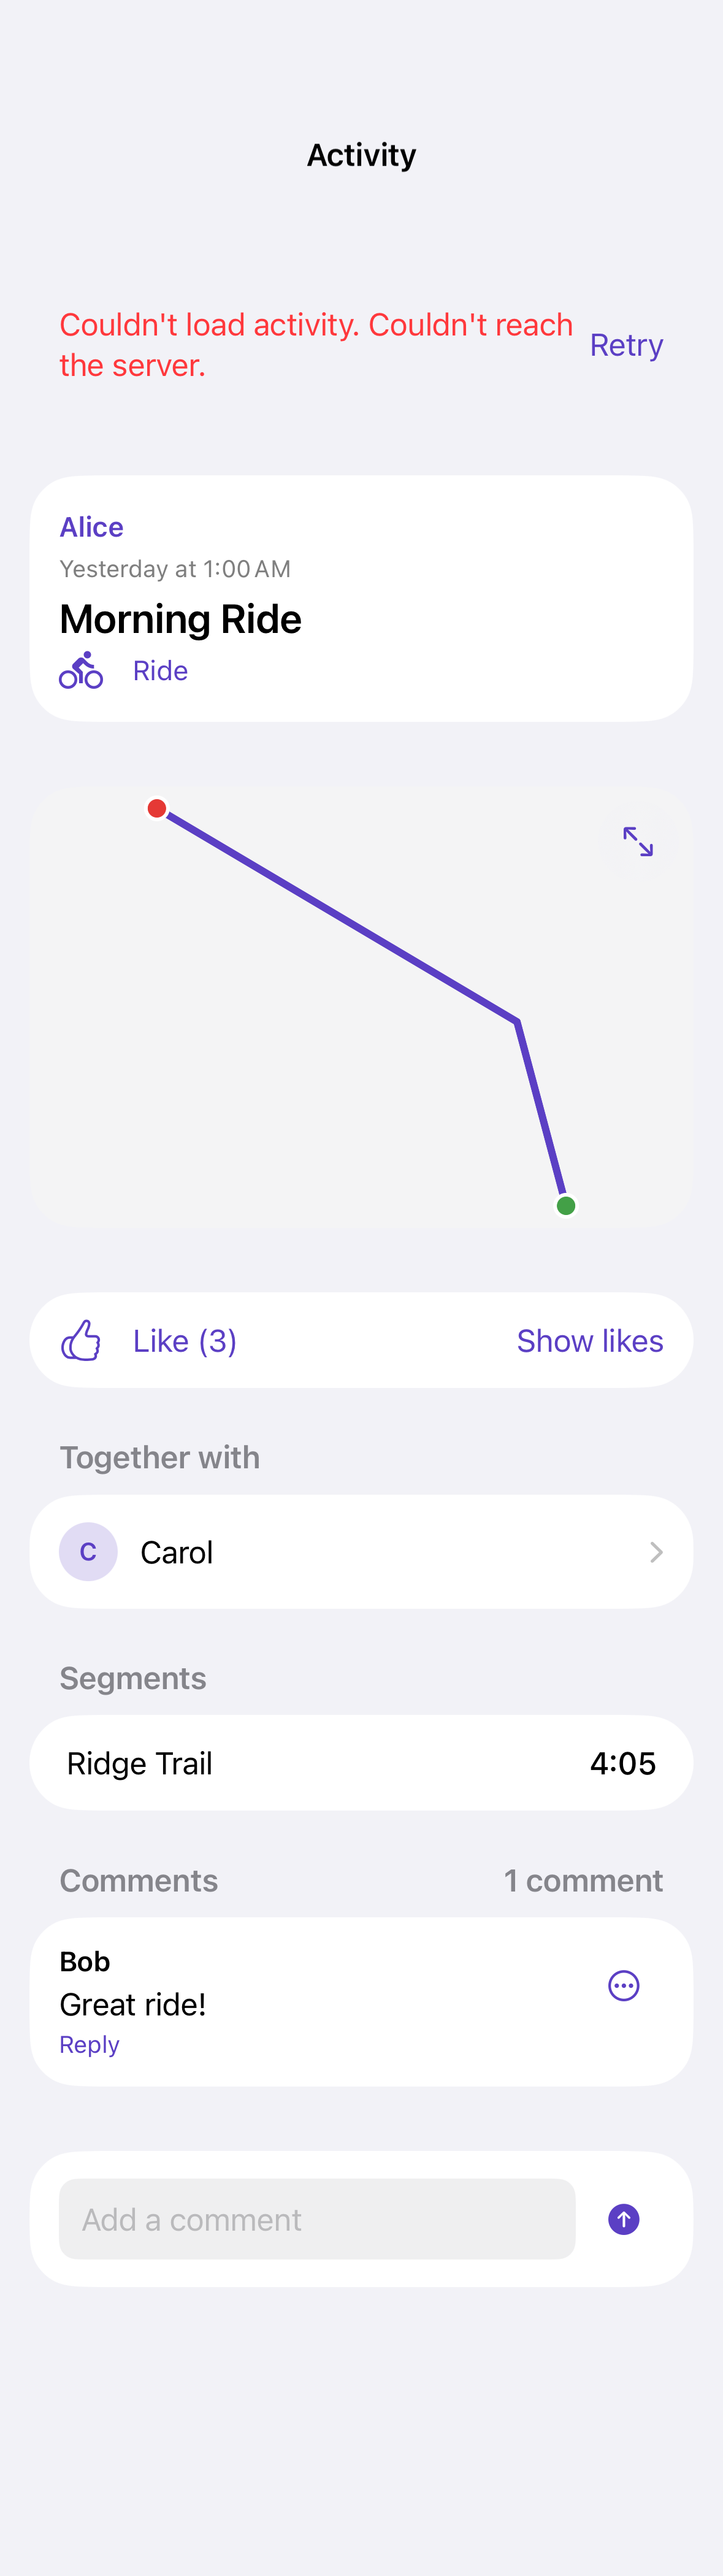 Activity
Couldn't load activity. Couldn't reach
the server.
Retry
Alice
Yesterday at 1:00 AM
Morning Ride
Ride
Like (3)
Show likes
Together with
C
Carol
Segments
Ridge Trail
4:05
Comments
1 comment
Bob
Great ride!
Reply
Add a comment